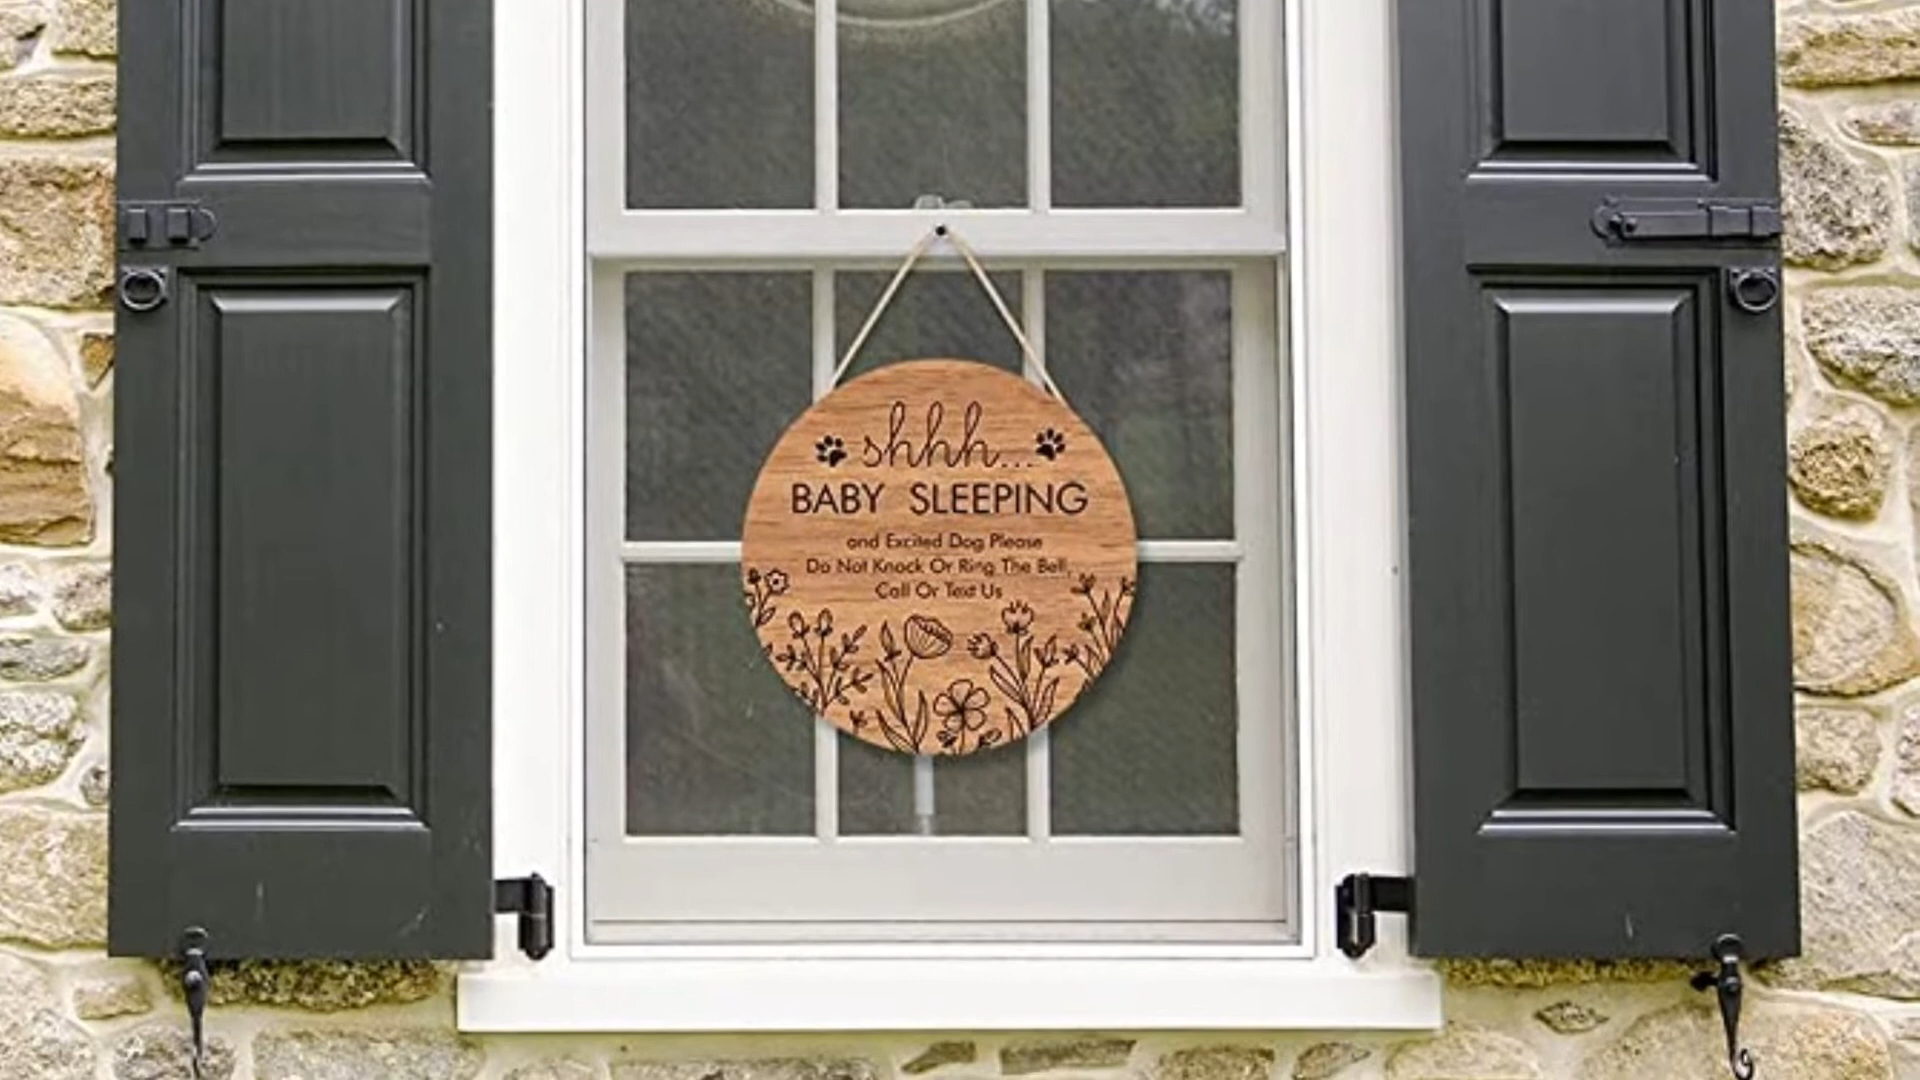 shhh...
BABY SLEEPING
and Excited Dog Please
Do Not Knock Or Ring The Bell,
Call Or Text Us